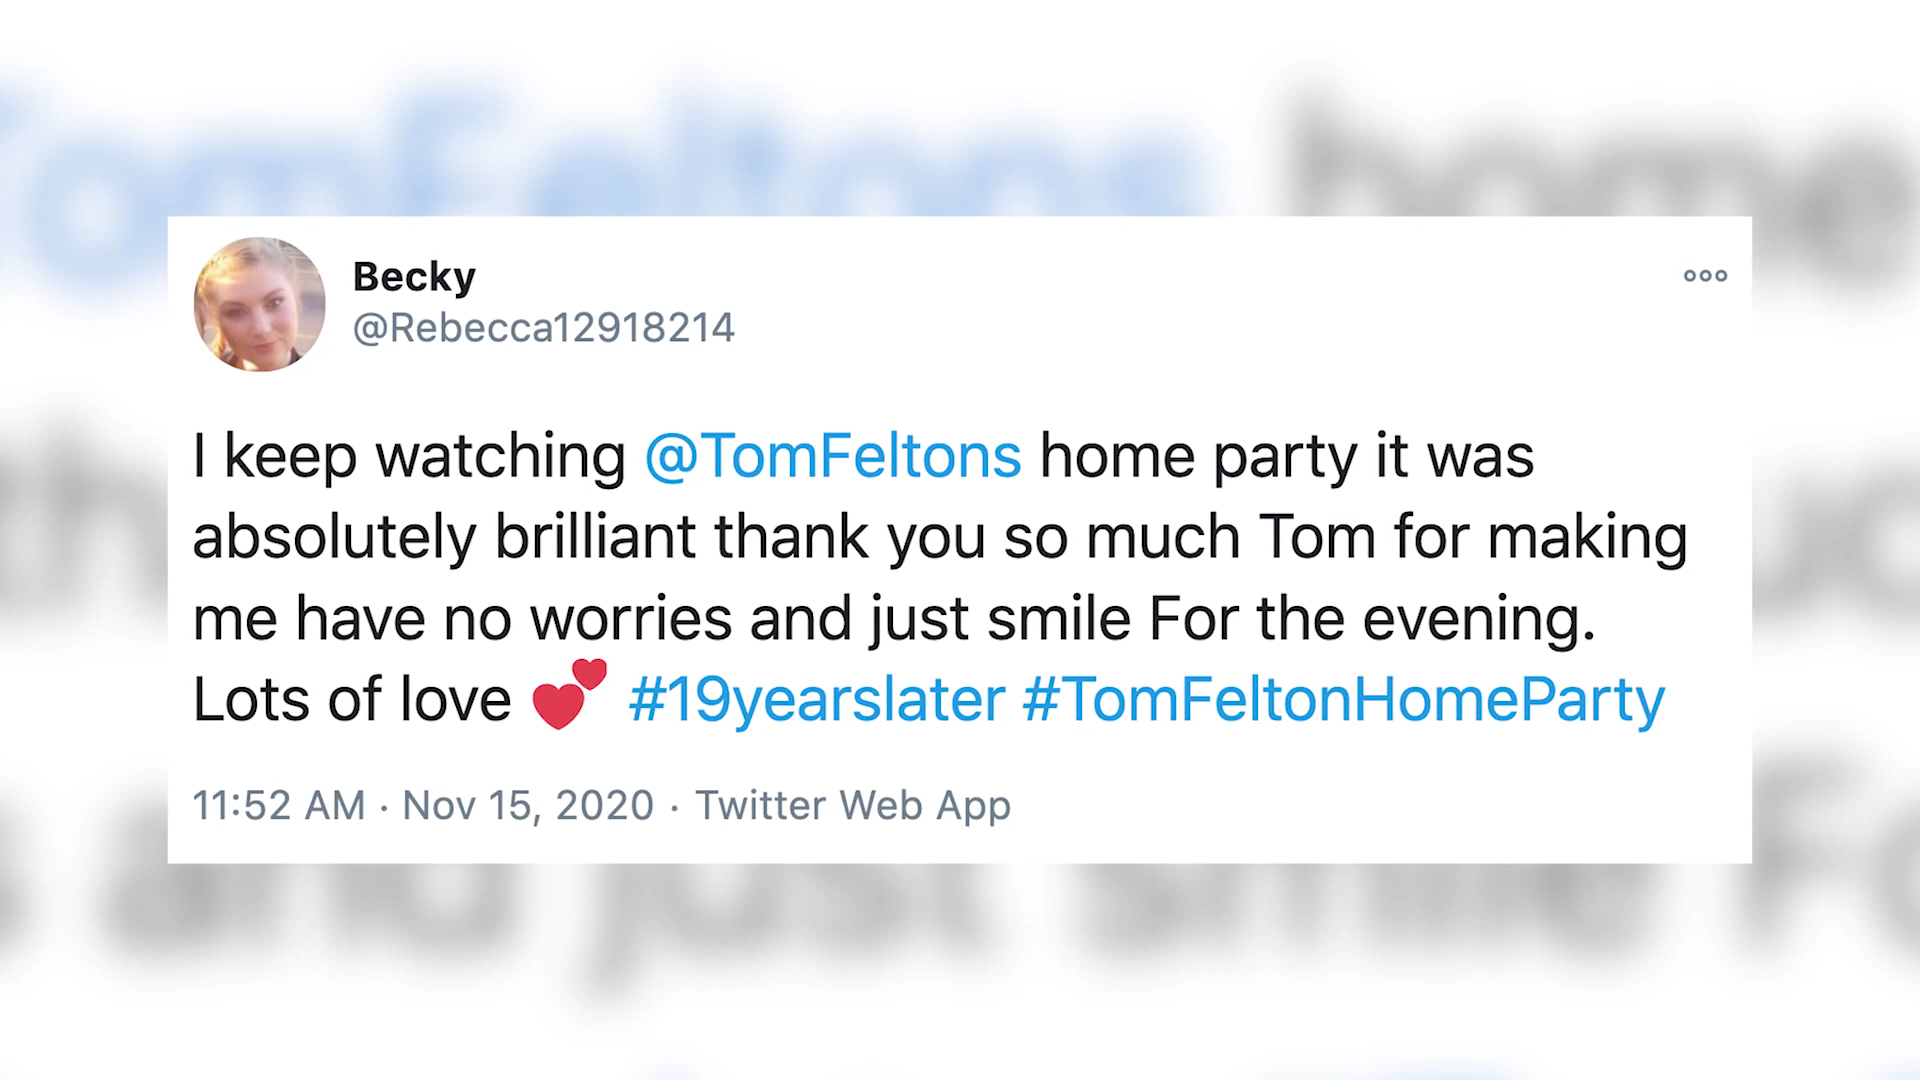 Becky
@Rebecca12918214
I keep watching @TomFeltons home party it was
absolutely brilliant thank you so much Tom for making
me have no worries and just smile For the evening.
Lots of love 💕 #19yearslater #TomFeltonHomeParty
11:52 AM · Nov 15, 2020 · Twitter Web App